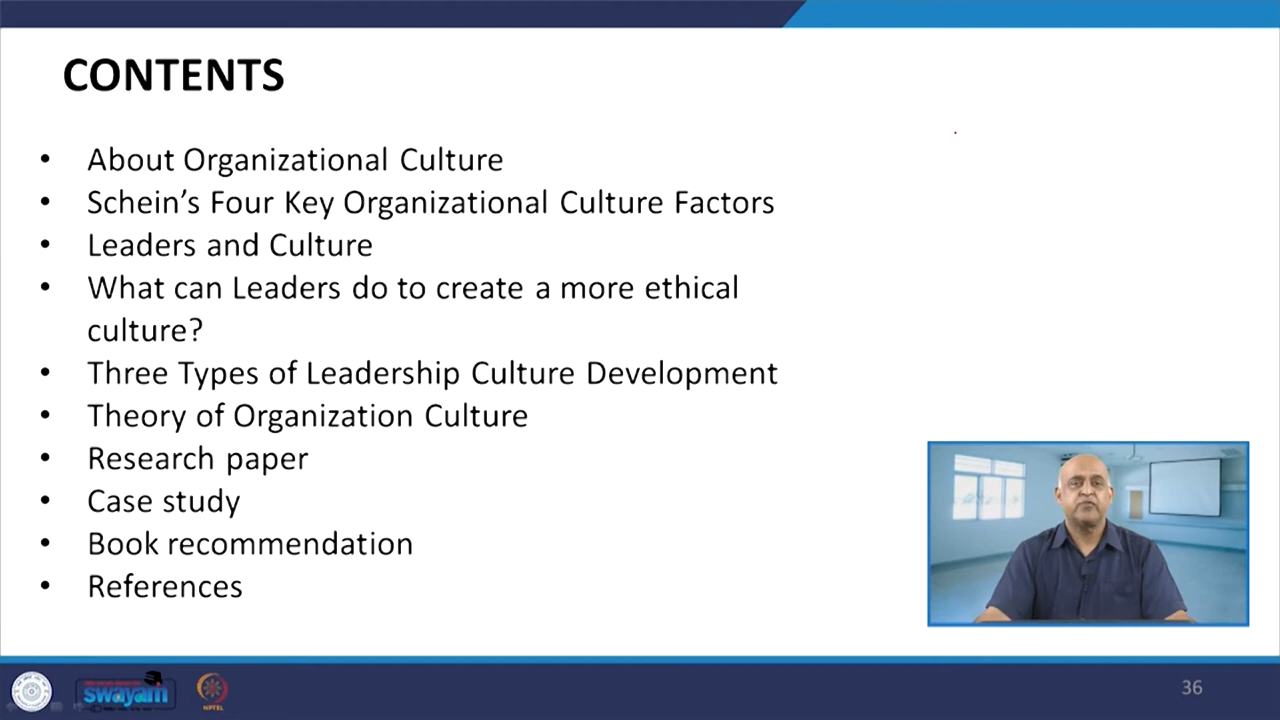 CONTENTS
• About Organizational Culture
• Schein’s Four Key Organizational Culture Factors
• Leaders and Culture
• What can Leaders do to create a more ethical
culture?
• Three Types of Leadership Culture Development
• Theory of Organization Culture
• Research paper
• Case study
• Book recommendation
• References
swayam
NPTEL
36